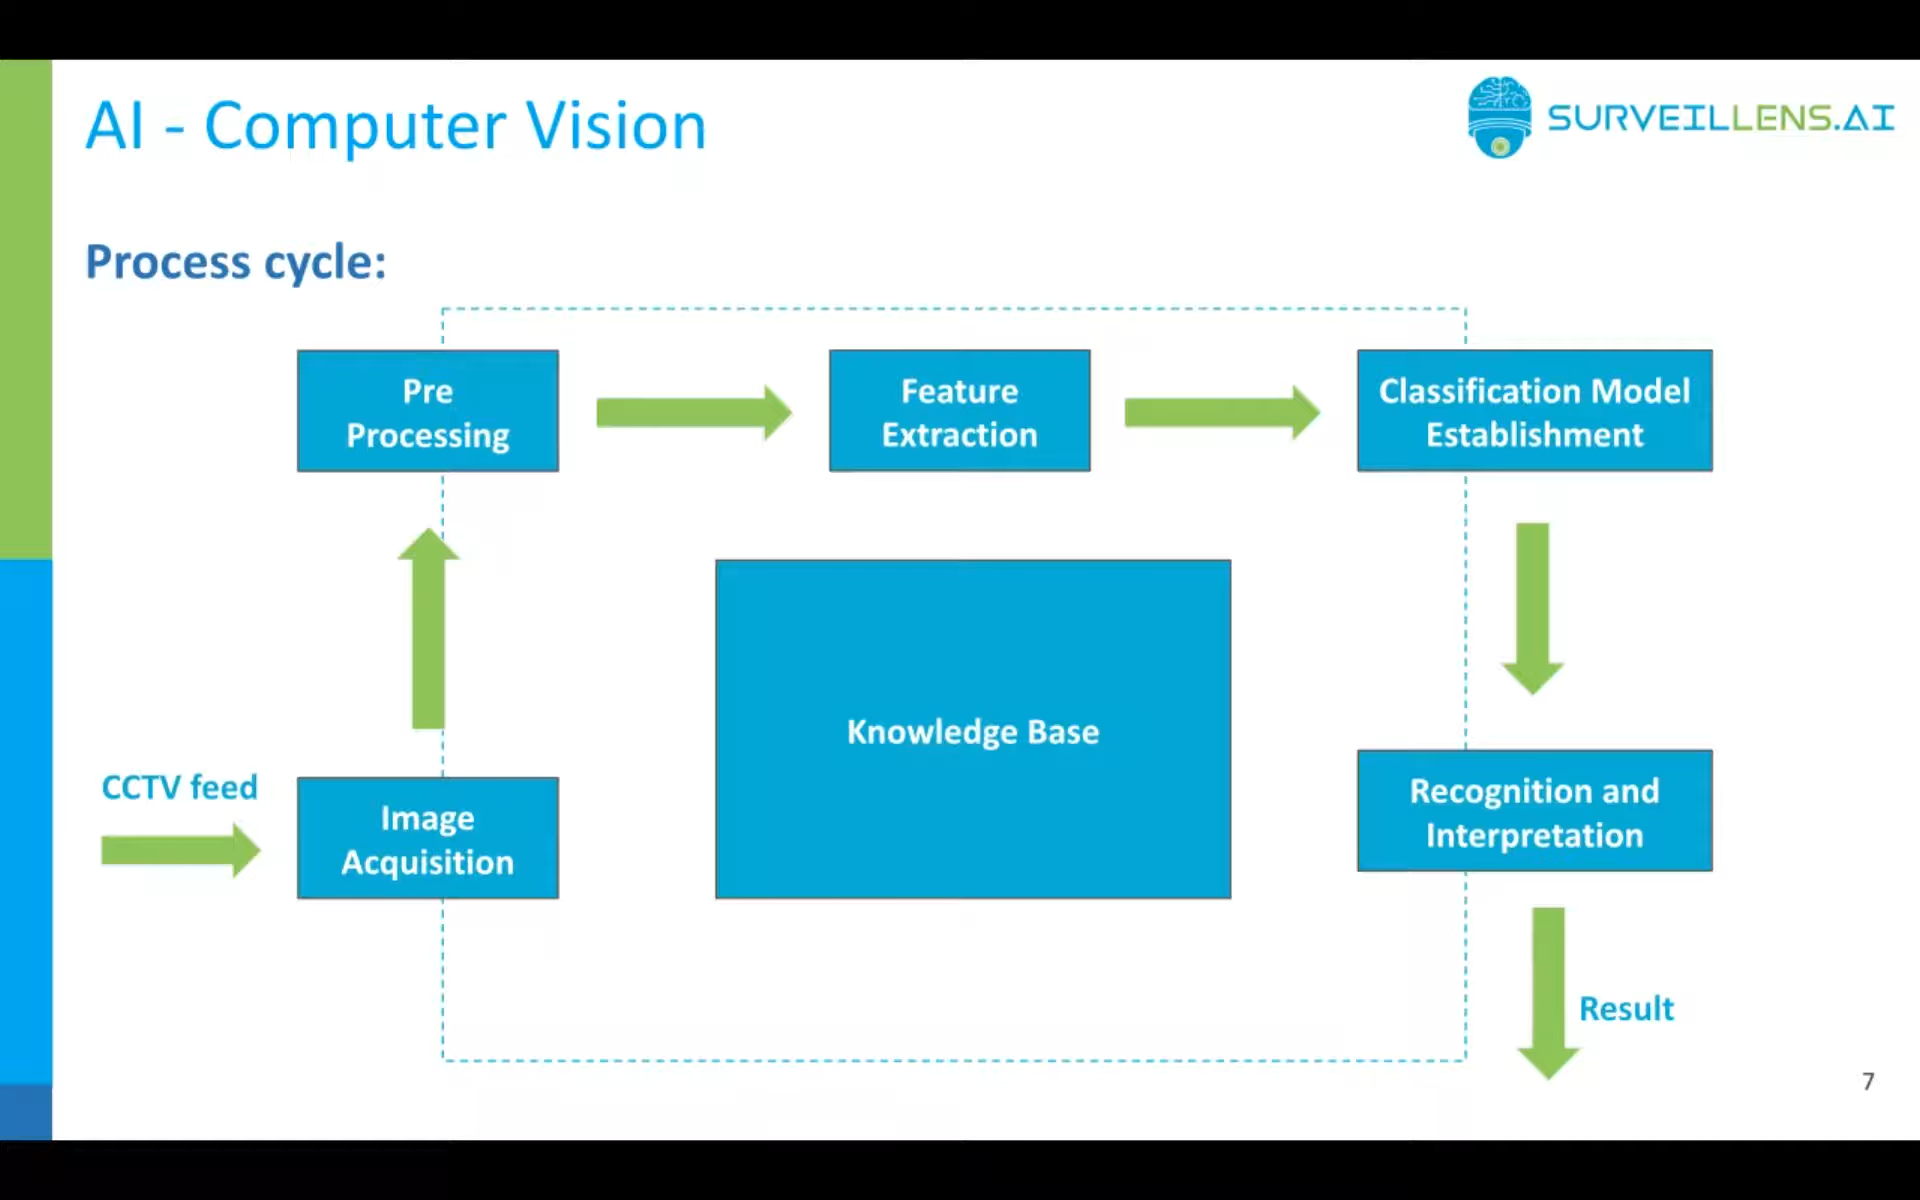 AI - Computer Vision
SURVEILLENS.AI
Process cycle:
Pre
Processing
Feature
Extraction
Classification Model
Establishment
Knowledge Base
CCTV feed
Image
Acquisition
Recognition and
Interpretation
Result
7